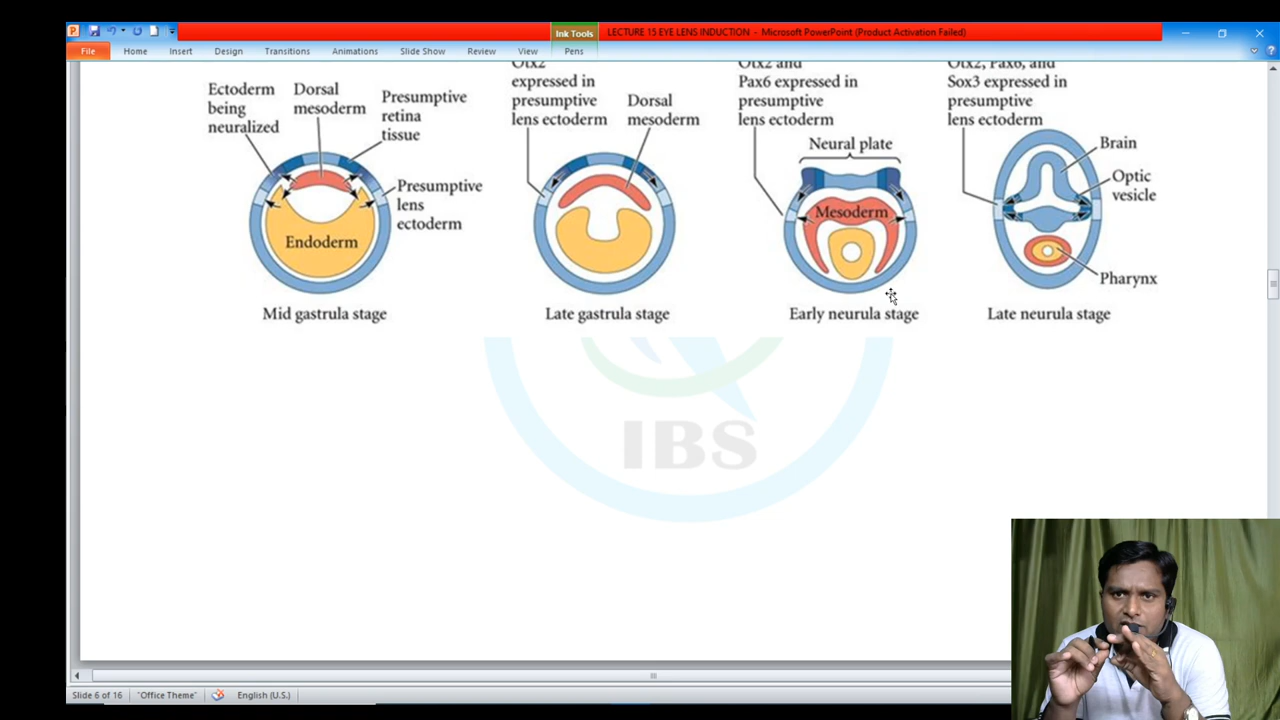 Ink Tools
LECTURE 15 EYE LENS INDUCTION - Microsoft PowerPoint (Product Activation Failed)
File Home Insert Design Transitions Animations Slide Show Review View Pens
Ectoderm
being
neuralized
Dorsal
mesoderm
Presumptive
retina
tissue
Presumptive
lens
ectoderm
Endoderm
Mid gastrula stage
Otx2
expressed in
presumptive
lens ectoderm
Dorsal
mesoderm
Late gastrula stage
Otx2 and
Pax6 expressed in
presumptive
lens ectoderm
Neural plate
Mesoderm
Early neurula stage
Otx2, Pax6, and
Sox3 expressed in
presumptive
lens ectoderm
Brain
Optic
vesicle
Pharynx
Late neurula stage
IBS
Slide 6 of 16 "Office Theme" English (U.S.)